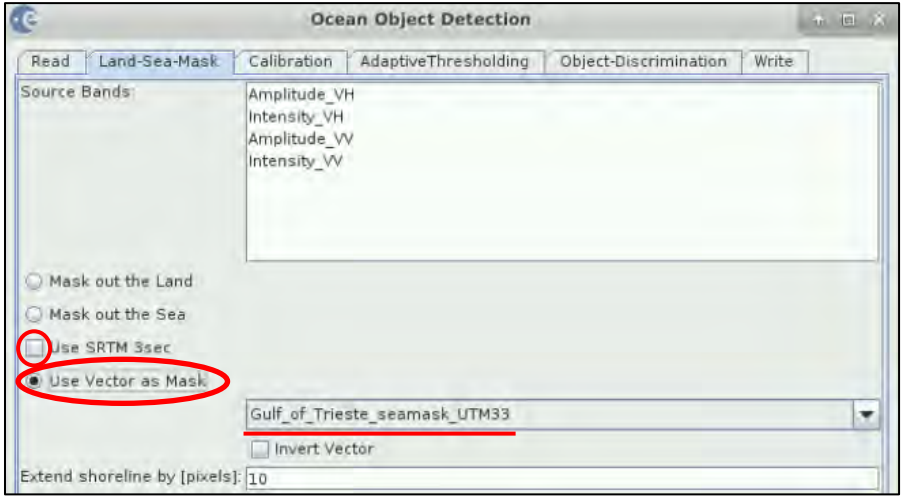 Ocean Object Detection
Read Land-Sea-Mask Calibration AdaptiveThresholding Object-Discrimination Write
Source Bands:
Amplitude_VH
Intensity_VH
Amplitude_VV
Intensity_VV
Mask out the Land
Mask out the Sea
Use SRTM 3sec
Use Vector as Mask
Gulf_of_Trieste_seamask_UTM33
Invert Vector
Extend shoreline by [pixels]: 10